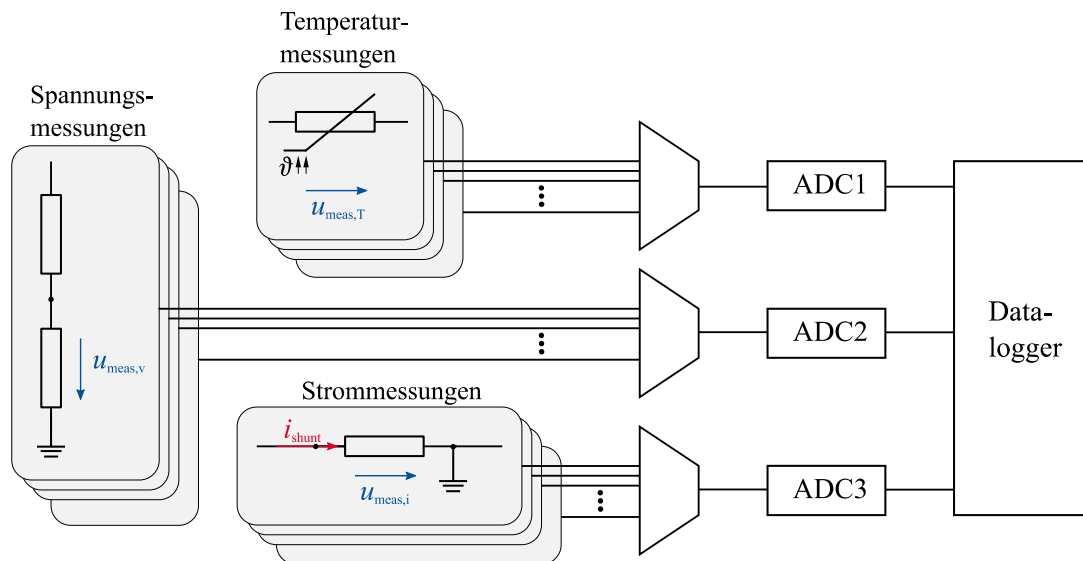 Temperatur-
messungen
Spannungs-
messungen
ϑ
u_meas,T
ADC1
u_meas,v
ADC2
Data-
logger
Strommessungen
i_shunt
u_meas,i
ADC3